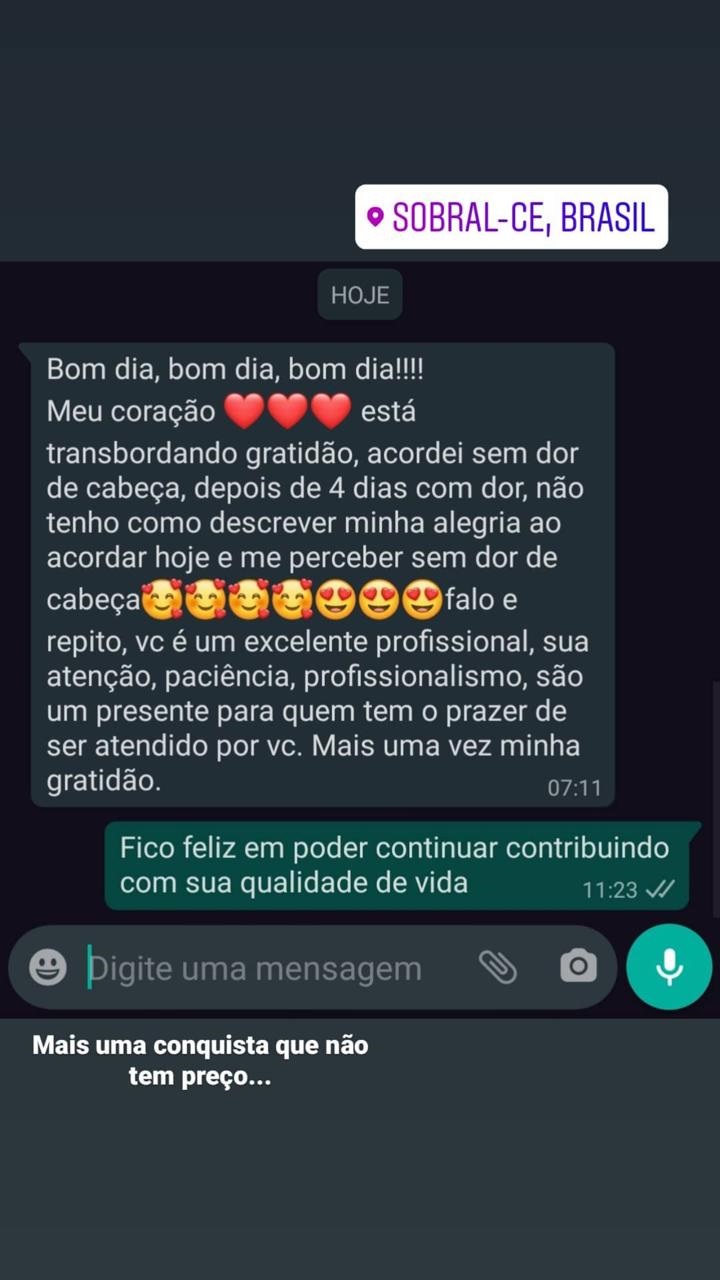 SOBRAL-CE, BRASIL
HOJE
Bom dia, bom dia, bom dia!!!!
Meu coração ❤️❤️❤️ está
transbordando gratidão, acordei sem dor
de cabeça, depois de 4 dias com dor, não
tenho como descrever minha alegria ao
acordar hoje e me perceber sem dor de
cabeça🥰🥰🥰🥰😍😍😍falo e
repito, vc é um excelente profissional, sua
atenção, paciência, profissionalismo, são
um presente para quem tem o prazer de
ser atendido por vc. Mais uma vez minha
gratidão.
07:11
Fico feliz em poder continuar contribuindo
com sua qualidade de vida
11:23
Digite uma mensagem
Mais uma conquista que não
tem preço...